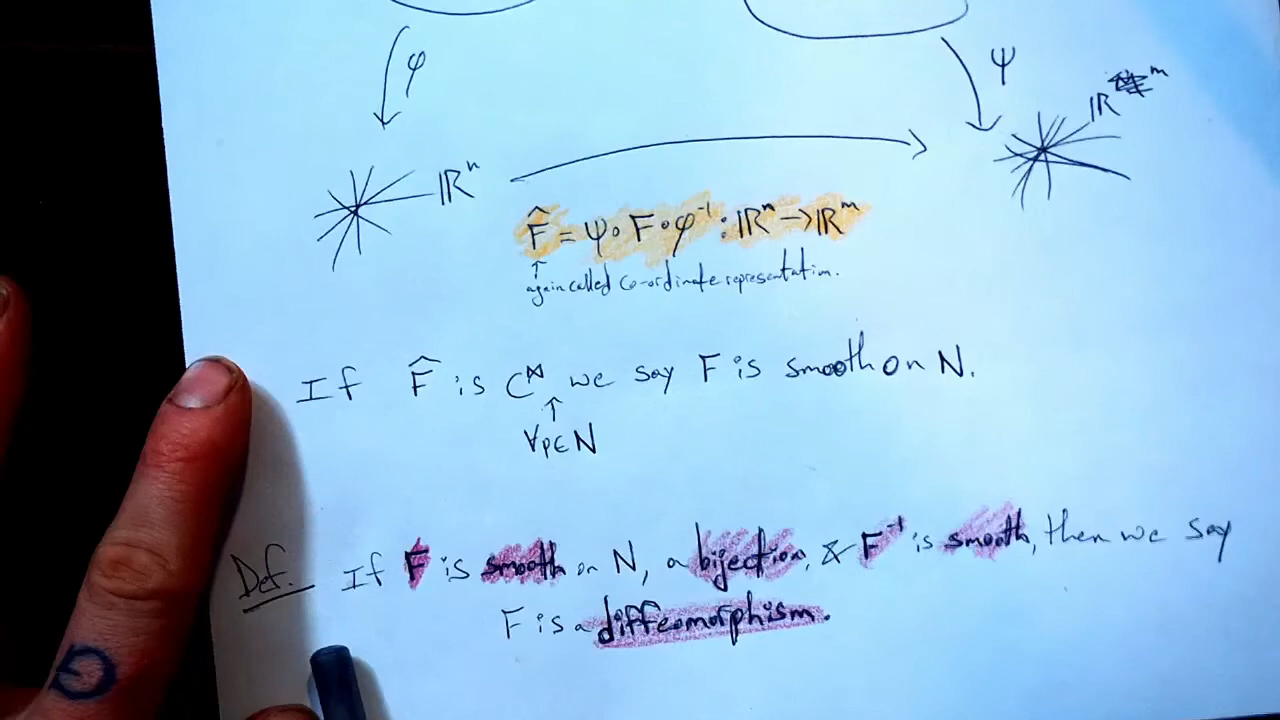 φ
ψ
ℝⁿ
ℝᵐ
F̂ = ψ∘F∘φ⁻¹ : ℝⁿ → ℝᵐ
↑
again called co-ordinate representation.
If F̂ is C^∞ we say F is smooth on N.
↑
∀p∈N
Def. If F is smooth on N, a bijection, & F⁻¹ is smooth, then we say
F is a diffeomorphism.